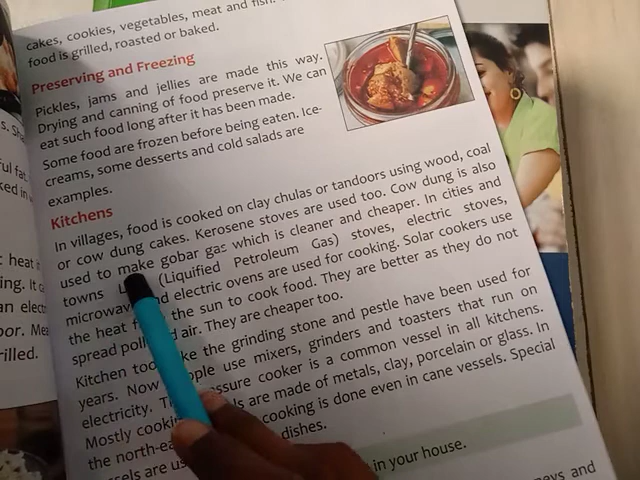 cakes, cookies, vegetables, meat and fish.
food is grilled, roasted or baked.
Preserving and Freezing
Pickles, jams and jellies are made this way.
Drying and canning of food preserve it. We can
eat such food long after it has been made.
Some food are frozen before being eaten. Ice-
creams, some desserts and cold salads are
examples.
Kitchens
In villages, food is cooked on clay chulas or tandoors using wood, coal
or cow dung cakes. Kerosene stoves are used too. Cow dung is also
used to make gobar gas which is cleaner and cheaper. In cities and
towns (Liquified Petroleum Gas) stoves, electric stoves,
electric ovens are used for cooking. Solar cookers use
the heat the sun to cook food. They are better as they do not
spread air. They are cheaper too.
Kitchen the grinding stone and pestle have been used for
years. Now use mixers, grinders and toasters that run on
electricity. cooker is a common vessel in all kitchens.
Mostly are made of metals, clay, porcelain or glass. In
the cooking is done even in cane vessels. Special
dishes.
in your house.